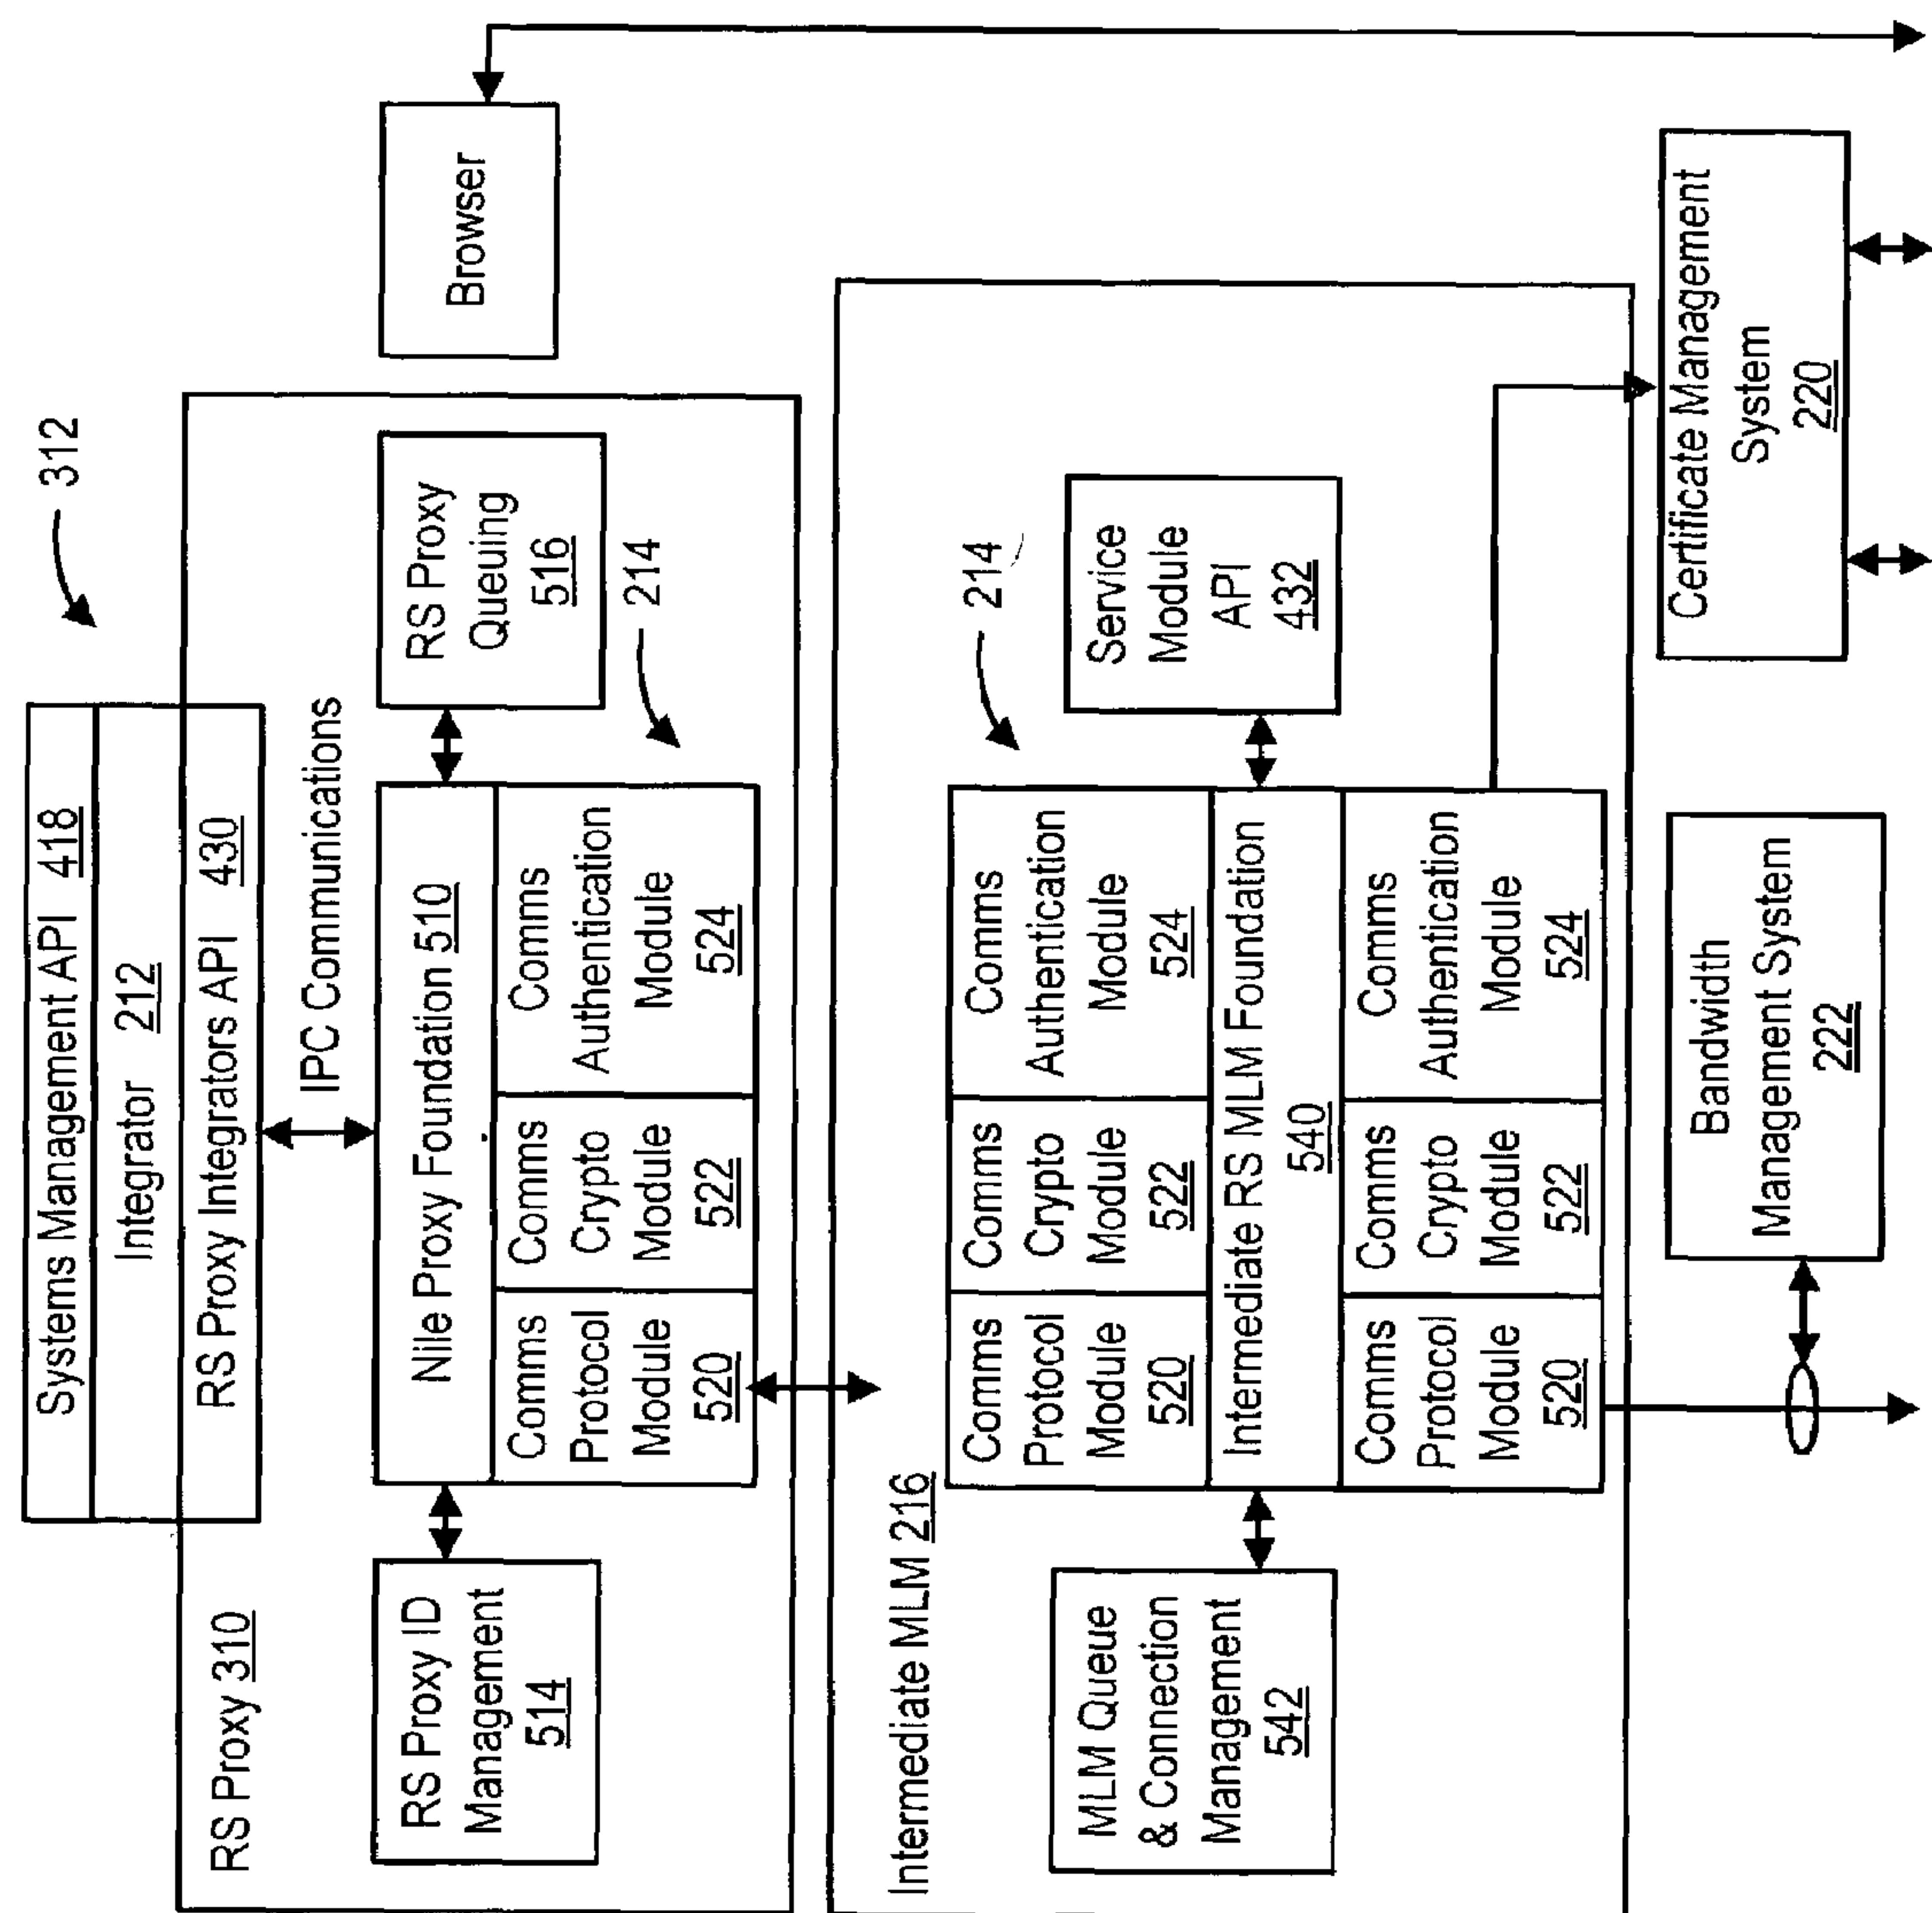 312
Systems Management API 418
Integrator 212
RS Proxy Integrators API 430
RS Proxy 310
IPC Communications
Browser
RS Proxy ID
Management
514
Nile Proxy Foundation 510
Comms
Protocol
Module
520
Comms
Crypto
Module
522
Comms
Authentication
Module
524
RS Proxy
Queuing
516
214
Intermediate MLM 216
214
MLM Queue
& Connection
Management
542
Comms
Protocol
Module
520
Comms
Crypto
Module
522
Comms
Authentication
Module
524
Intermediate RS MLM Foundation
540
Comms
Protocol
Module
520
Comms
Crypto
Module
522
Comms
Authentication
Module
524
Service
Module
API
432
Bandwidth
Management System
222
Certificate Management
System
220